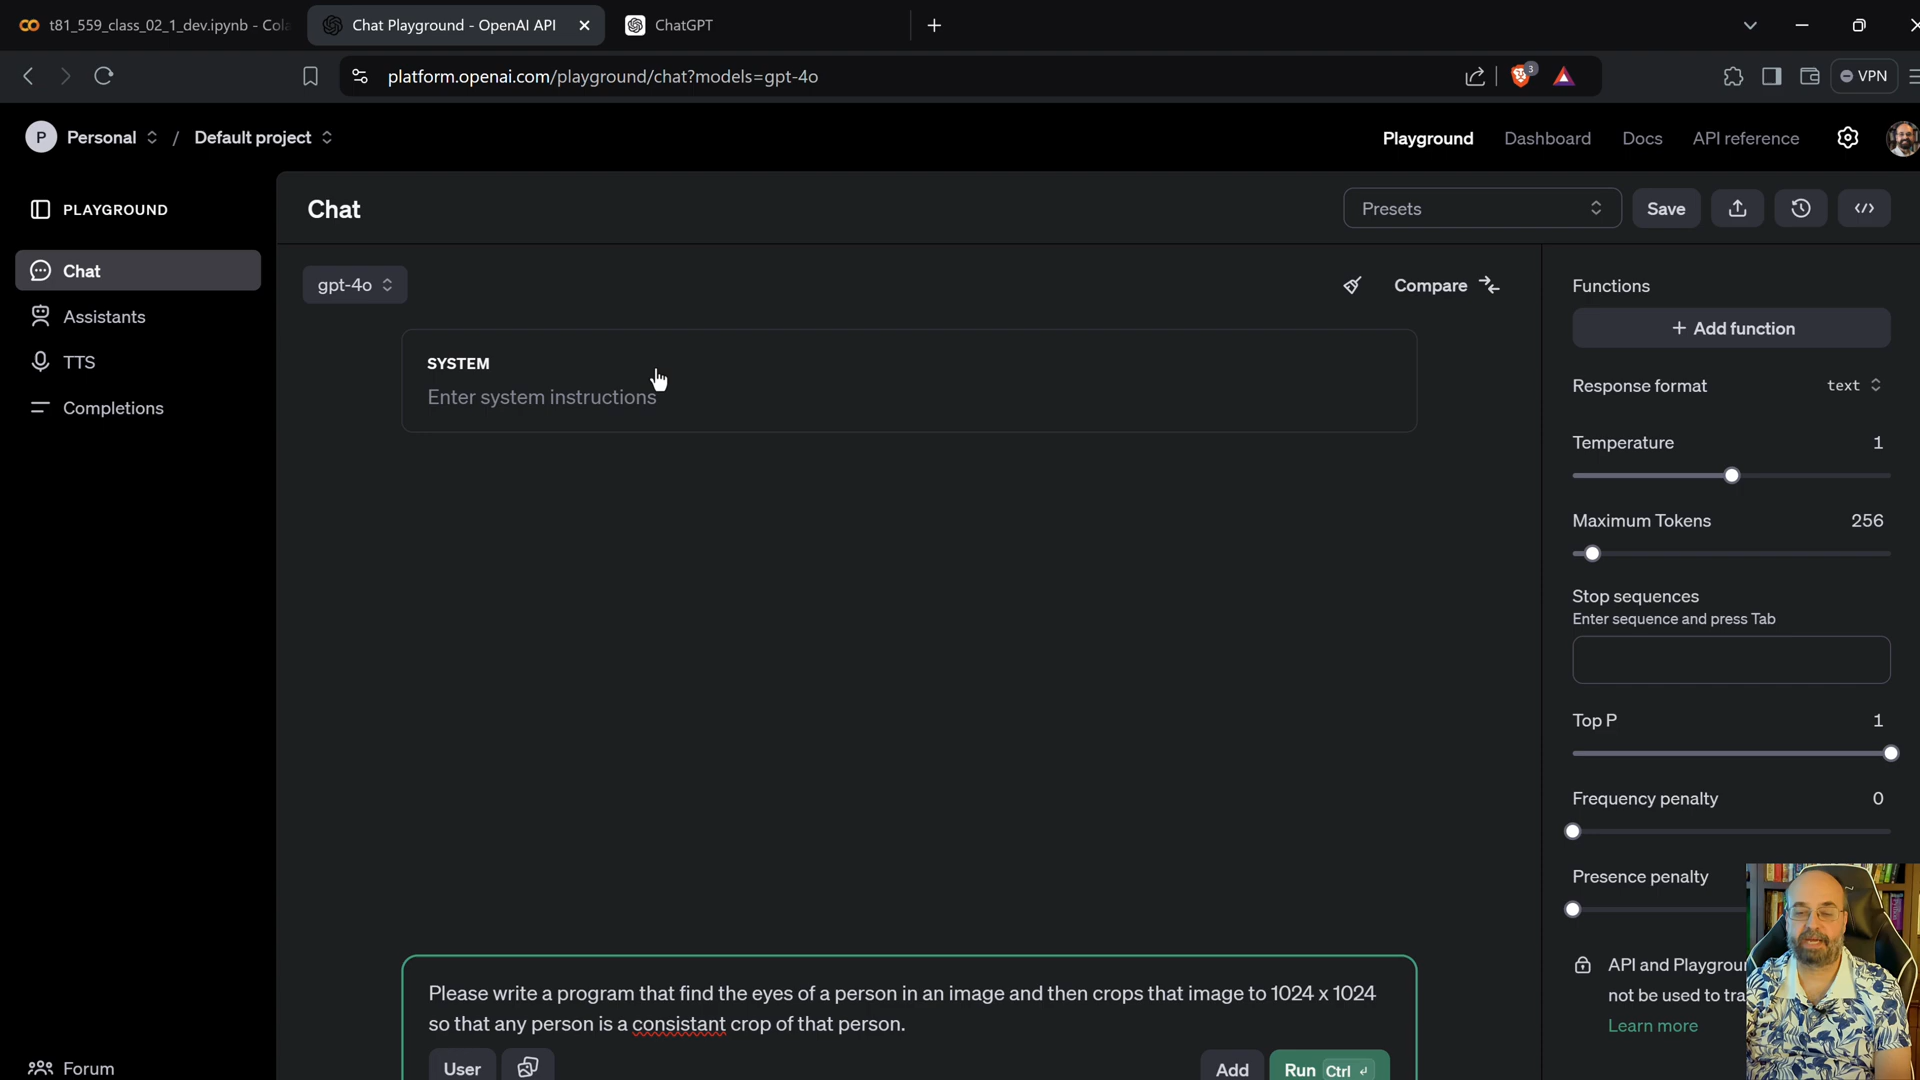 t81_559_class_02_1_dev.ipynb - Cola
Chat Playground - OpenAI API
ChatGPT
platform.openai.com/playground/chat?models=gpt-4o
3
VPN
P
Personal / Default project
Playground
Dashboard
Docs
API reference
PLAYGROUND
Chat
Assistants
TTS
Completions
Forum
Chat
Presets
Save
gpt-4o
Compare
SYSTEM
Enter system instructions
Please write a program that find the eyes of a person in an image and then crops that image to 1024 x 1024
so that any person is a consistant crop of that person.
User
Add
Run Ctrl ↵
Functions
+ Add function
Response format text
Temperature 1
Maximum Tokens 256
Stop sequences
Enter sequence and press Tab
Top P 1
Frequency penalty 0
Presence penalty
API and Playgrou
not be used to tra
Learn more